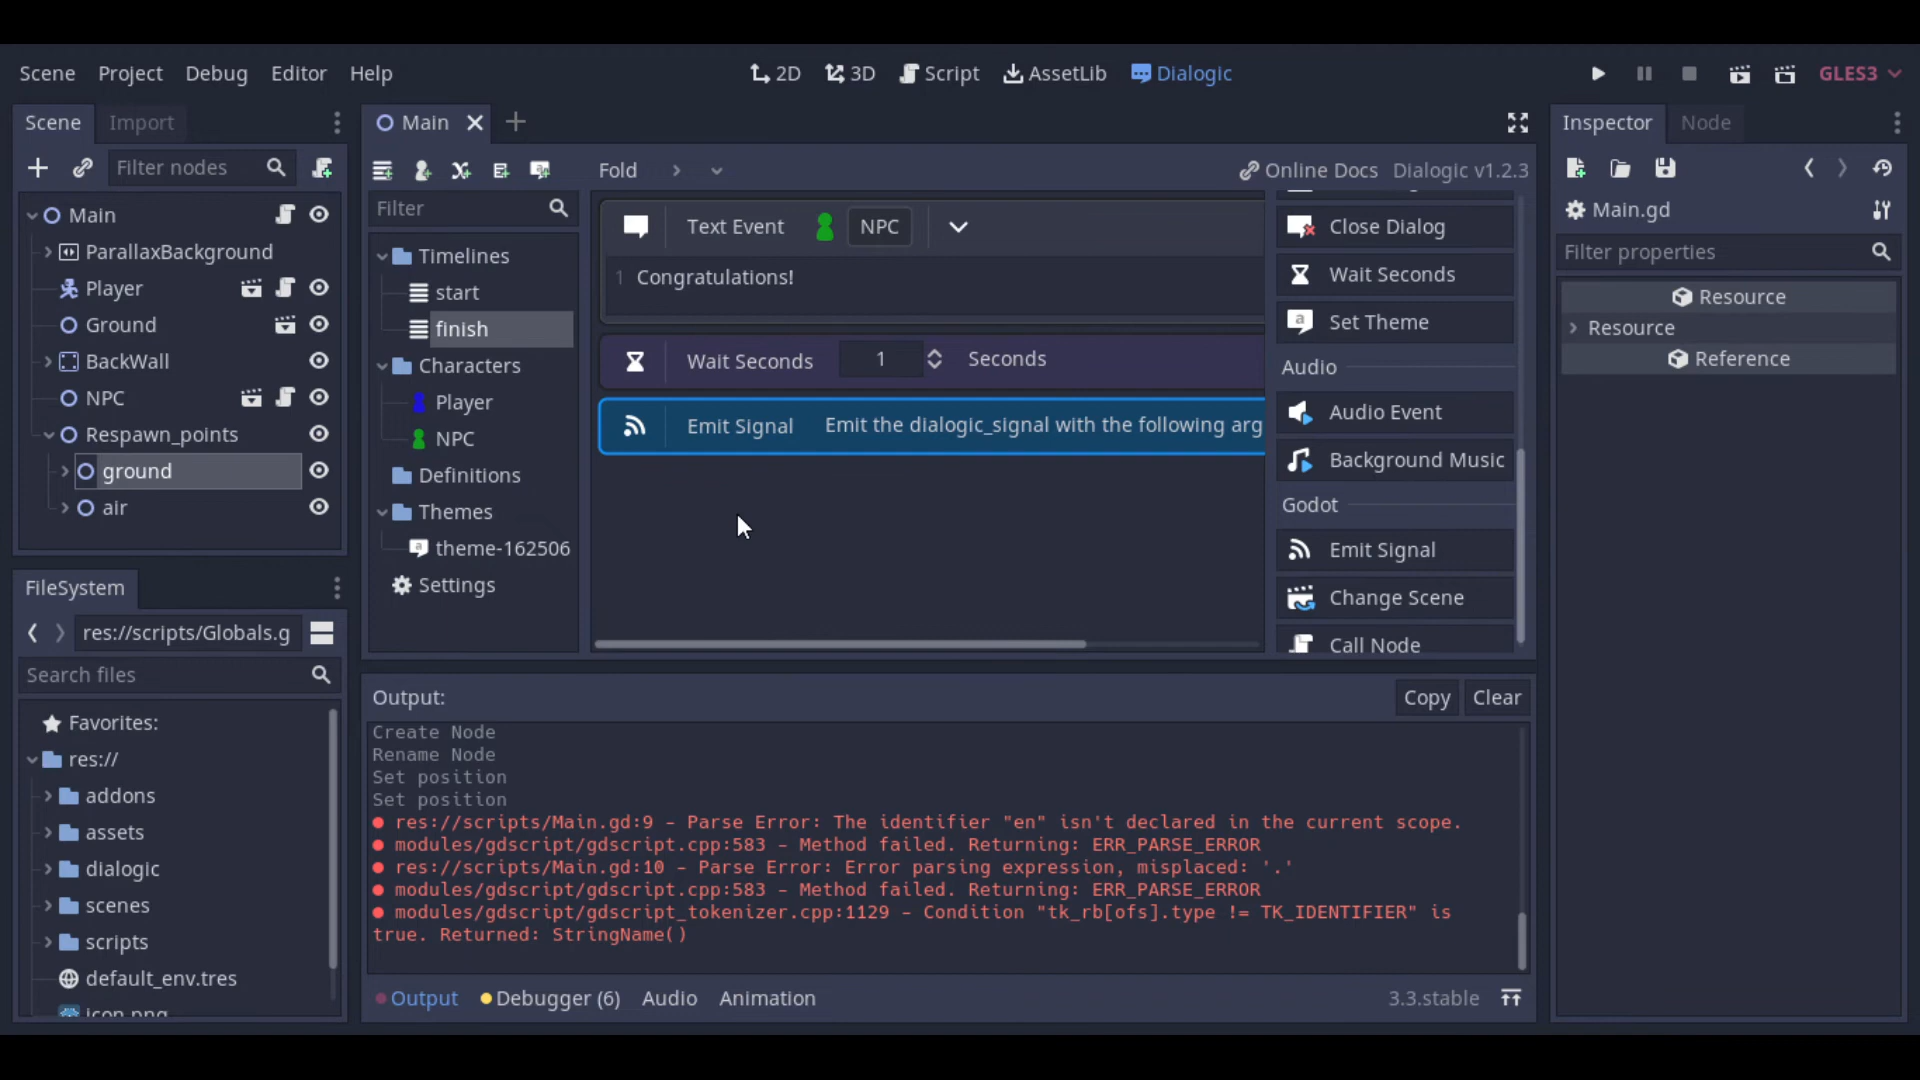 Scene Project Debug Editor Help 2D 3D Script AssetLib Dialogic GLES3
Scene Import
Filter nodes
Main
ParallaxBackground
Player
Ground
BackWall
NPC
Respawn_points
ground
air
FileSystem
res://scripts/Globals.g
Search files
Favorites:
res://
addons
assets
dialogic
scenes
scripts
default_env.tres
icon.png
Main
Fold Online Docs Dialogic v1.2.3
Filter
Timelines
start
finish
Characters
Player
NPC
Definitions
Themes
theme-162506
Settings
Text Event NPC
1 Congratulations!
Wait Seconds 1 Seconds
Emit Signal Emit the dialogic_signal with the following arg
Close Dialog
Wait Seconds
Set Theme
Audio
Audio Event
Background Music
Godot
Emit Signal
Change Scene
Call Node
Output: Copy Clear
Create Node
Rename Node
Set position
Set position
res://scripts/Main.gd:9 - Parse Error: The identifier "en" isn't declared in the current scope.
modules/gdscript/gdscript.cpp:583 - Method failed. Returning: ERR_PARSE_ERROR
res://scripts/Main.gd:10 - Parse Error: Error parsing expression, misplaced: '.'
modules/gdscript/gdscript.cpp:583 - Method failed. Returning: ERR_PARSE_ERROR
modules/gdscript/gdscript_tokenizer.cpp:1129 - Condition "tk_rb[ofs].type != TK_IDENTIFIER" is
true. Returned: StringName()
Output Debugger (6) Audio Animation 3.3.stable
Inspector Node
Main.gd
Filter properties
Resource
Resource
Reference